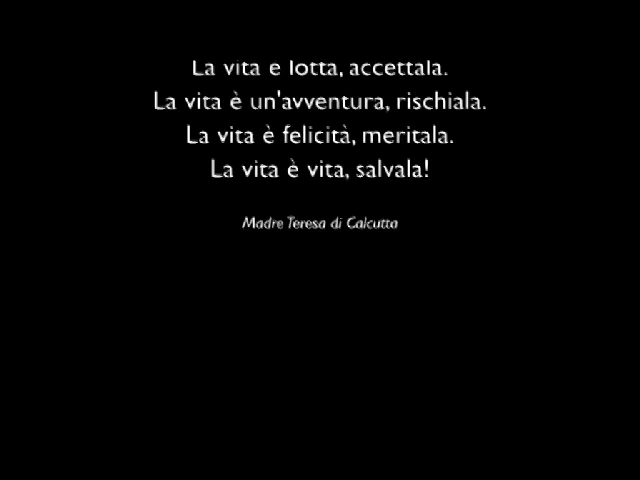 La vita è lotta, accettala.
La vita è un'avventura, rischiala.
La vita è felicità, meritala.
La vita è vita, salvala!
Madre Teresa di Calcutta